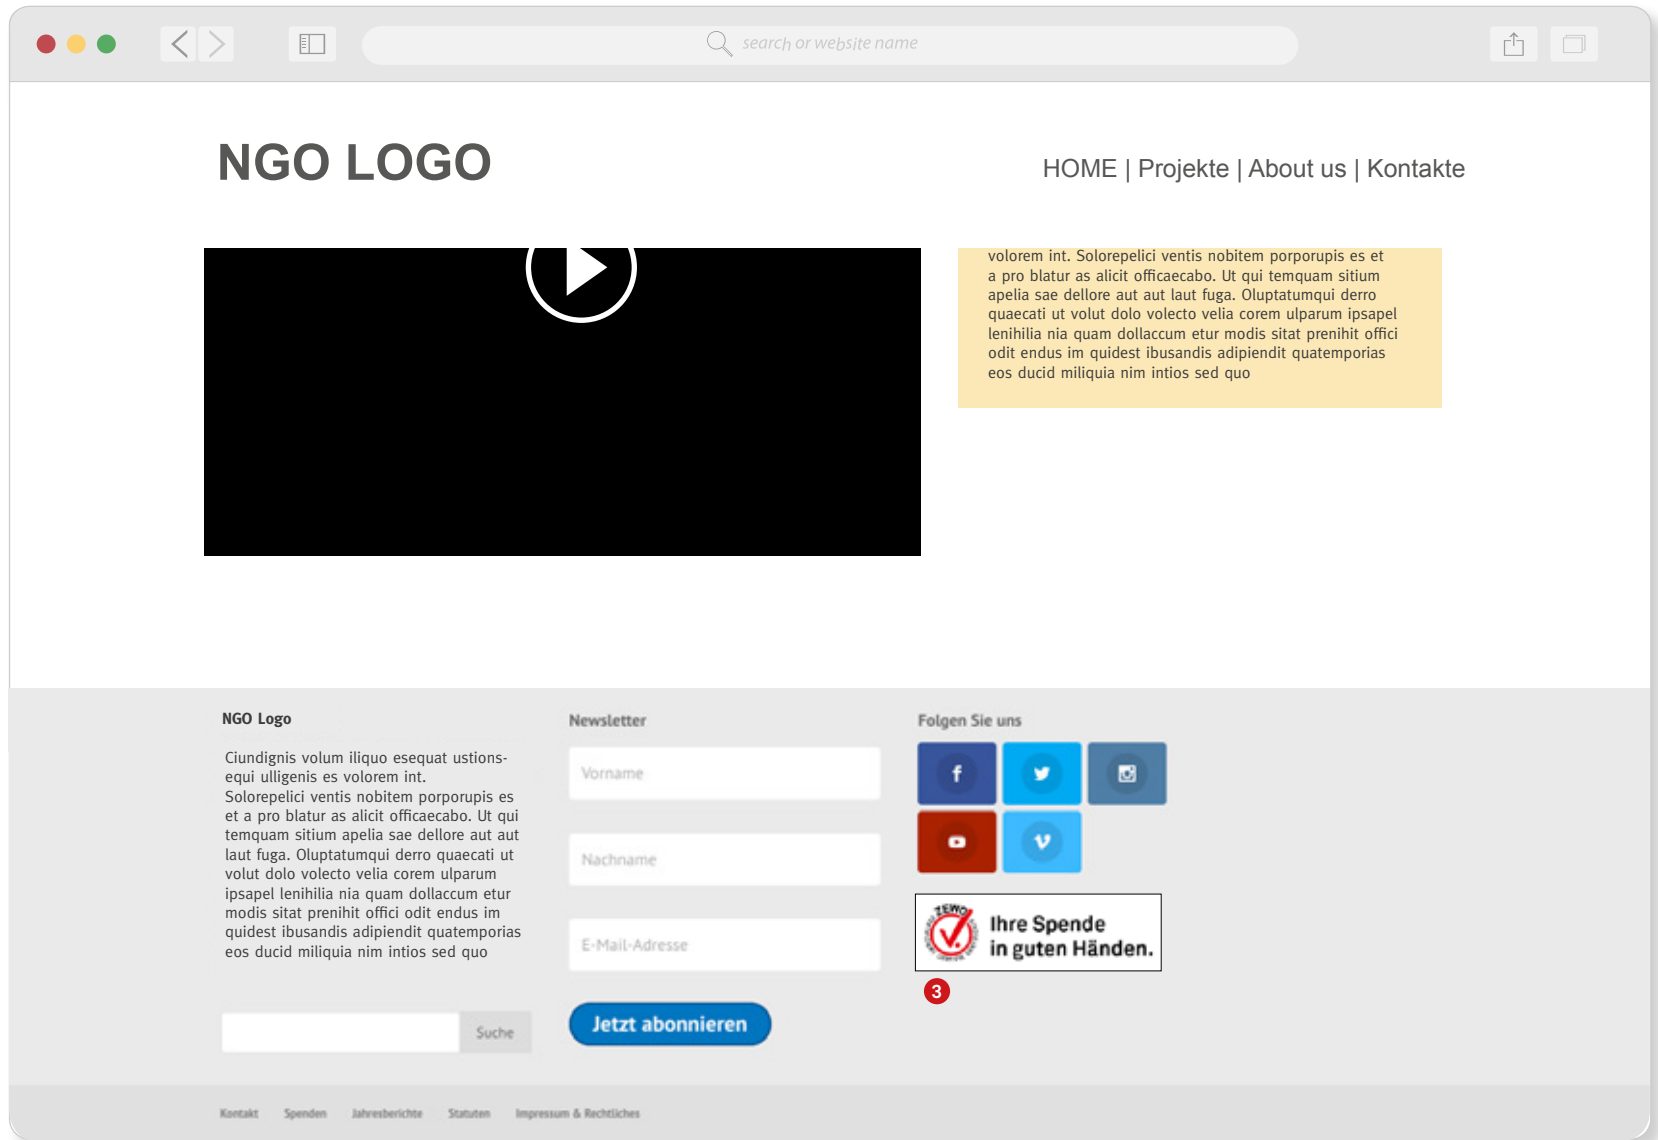 search or website name
NGO LOGO
HOME | Projekte | About us | Kontakte
volorem int. Solorepelici ventis nobitem porporupis es et
a pro blatur as alicit officaecabo. Ut qui temquam sitium
apelia sae dellore aut aut laut fuga. Oluptatumqui derro
quaecati ut volut dolo volecto velia corem ulparum ipsapel
lenihilia nia quam dollaccum etur modis sitat prenihit offici
odit endus im quidest ibusandis adipiendit quatemporias
eos ducid miliquia nim intios sed quo
NGO Logo
Ciundignis volum iliquo esequat ustions-
equi ulligenis es volorem int.
Solorepelici ventis nobitem porporupis es
et a pro blatur as alicit officaecabo. Ut qui
temquam sitium apelia sae dellore aut aut
laut fuga. Oluptatumqui derro quaecati ut
volut dolo volecto velia corem ulparum
ipsapel lenihilia nia quam dollaccum etur
modis sitat prenihit offici odit endus im
quidest ibusandis adipiendit quatemporias
eos ducid miliquia nim intios sed quo
Suche
Newsletter
Vorname
Nachname
E-Mail-Adresse
Jetzt abonnieren
Folgen Sie uns
ZEWO
Ihre Spende
in guten Händen.
3
Kontakt Spenden Jahresberichte Statuten Impressum & Rechtliches